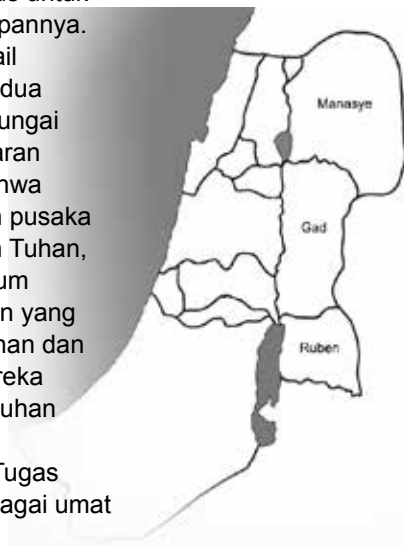 pannya.
ail
dua
ungai
aran
hwa
pusaka
Tuhan,
um
n yang
han dan
reka
uhan
Tugas
agai umat
Manasye
Gad
Ruben